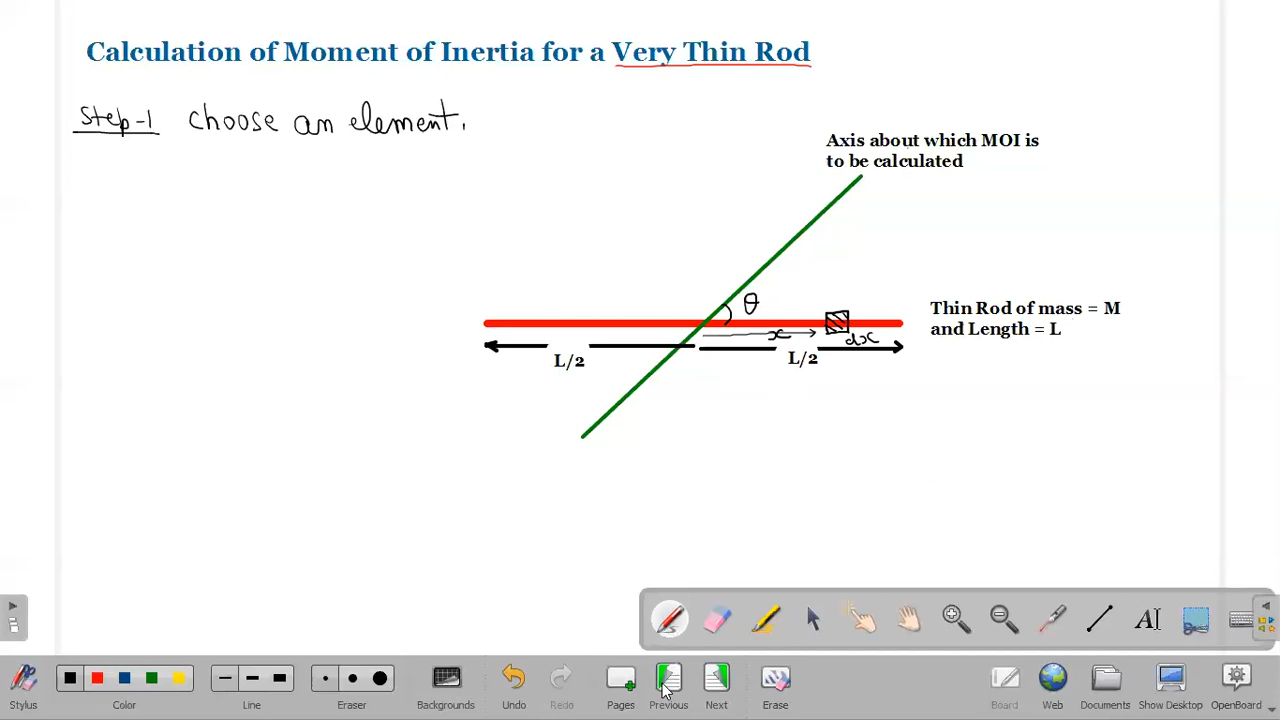 Calculation of Moment of Inertia for a Very Thin Rod
Step-1 choose an element.
Axis about which MOI is
to be calculated
θ
Thin Rod of mass = M
and Length = L
x
dx
L/2
L/2
AI
Stylus
Color
Line
Eraser
Backgrounds
Undo
Redo
Pages
Previous
Next
Erase
Board
Web
Documents
Show Desktop
OpenBoard